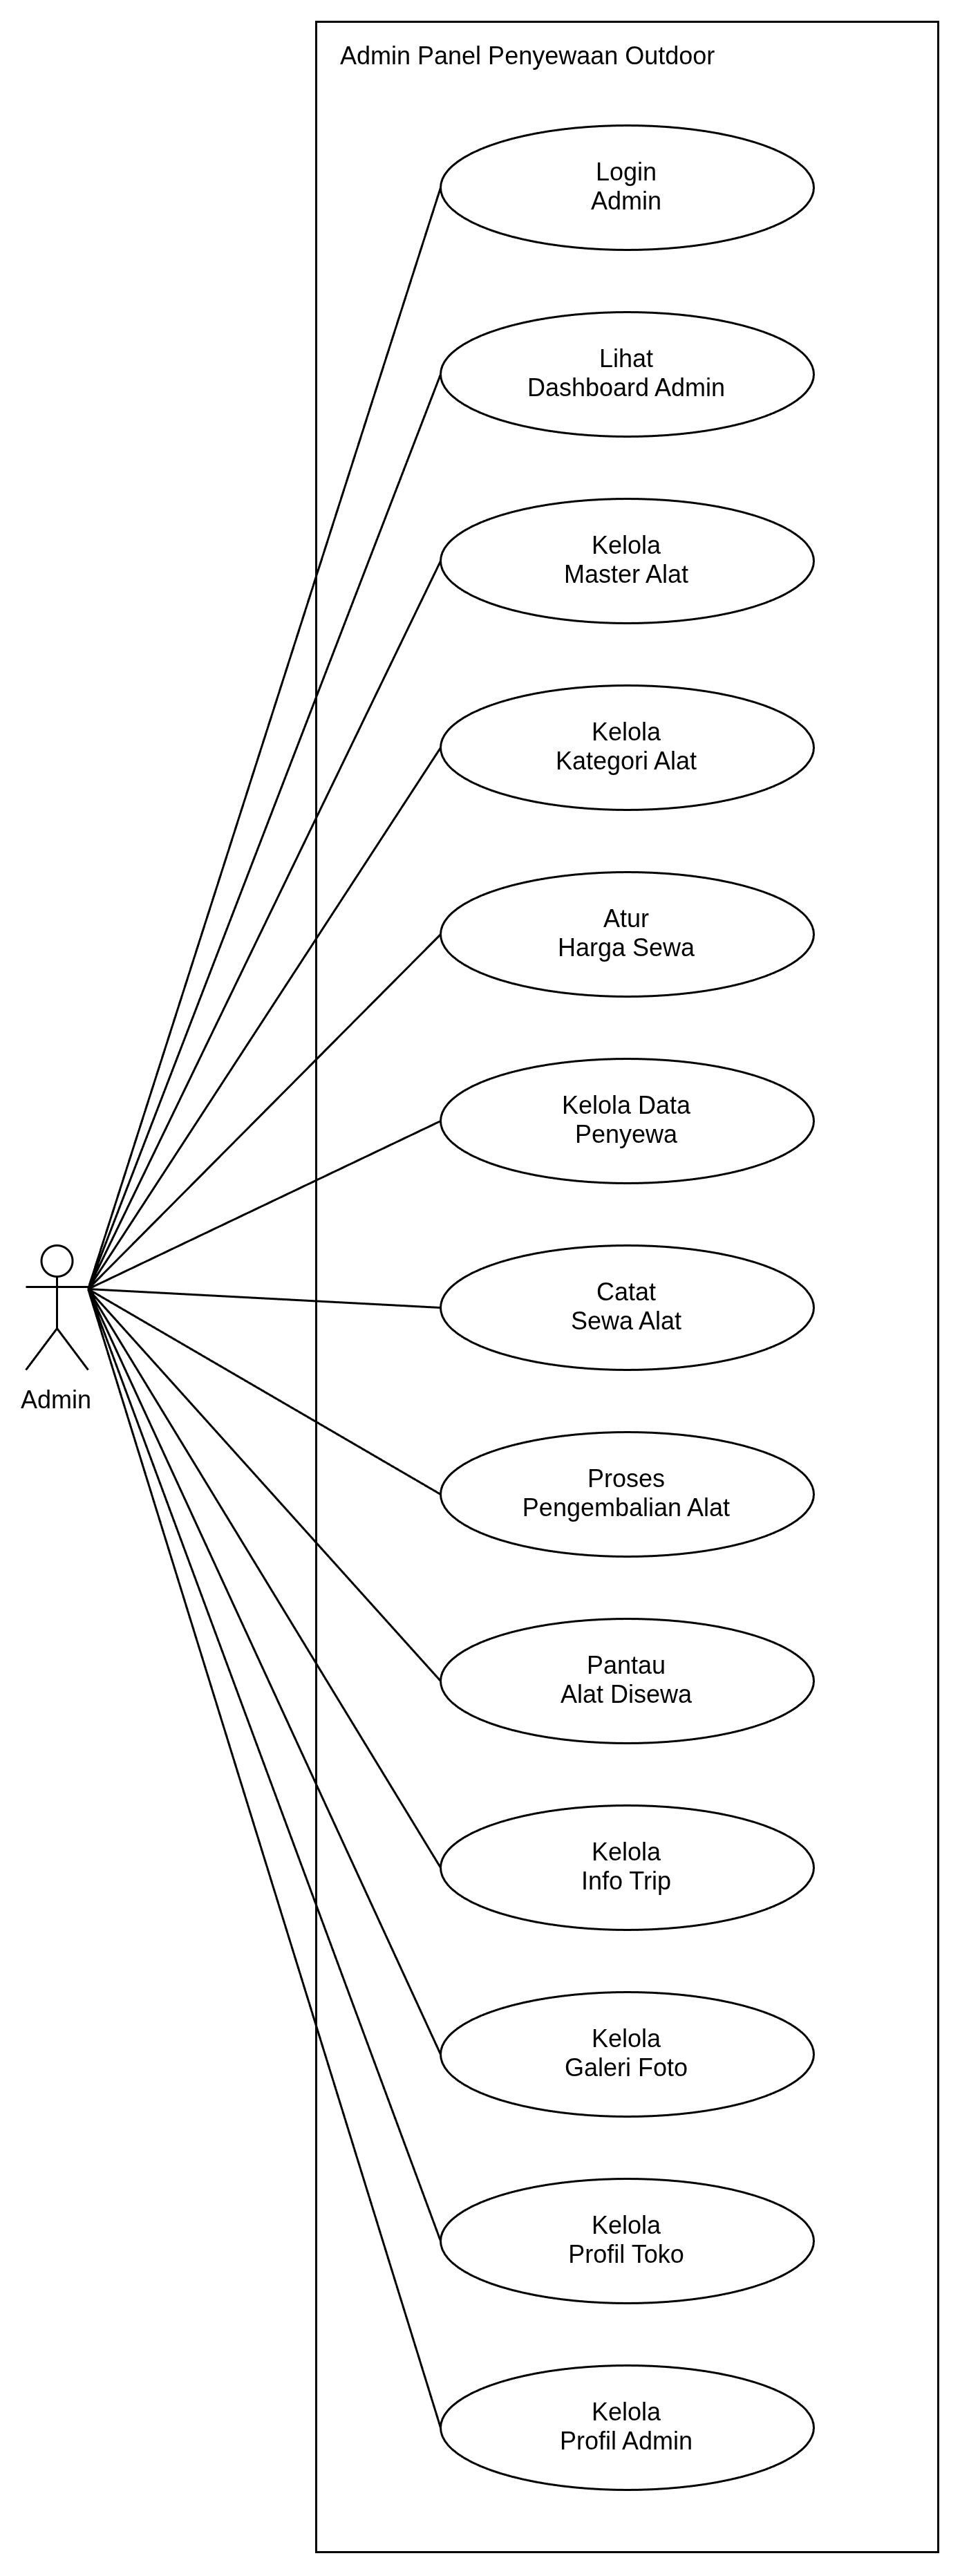 Admin Panel Penyewaan Outdoor
Login
Admin
Lihat
Dashboard Admin
Kelola
Master Alat
Kelola
Kategori Alat
Atur
Harga Sewa
Kelola Data
Penyewa
Catat
Sewa Alat
Admin
Proses
Pengembalian Alat
Pantau
Alat Disewa
Kelola
Info Trip
Kelola
Galeri Foto
Kelola
Profil Toko
Kelola
Profil Admin